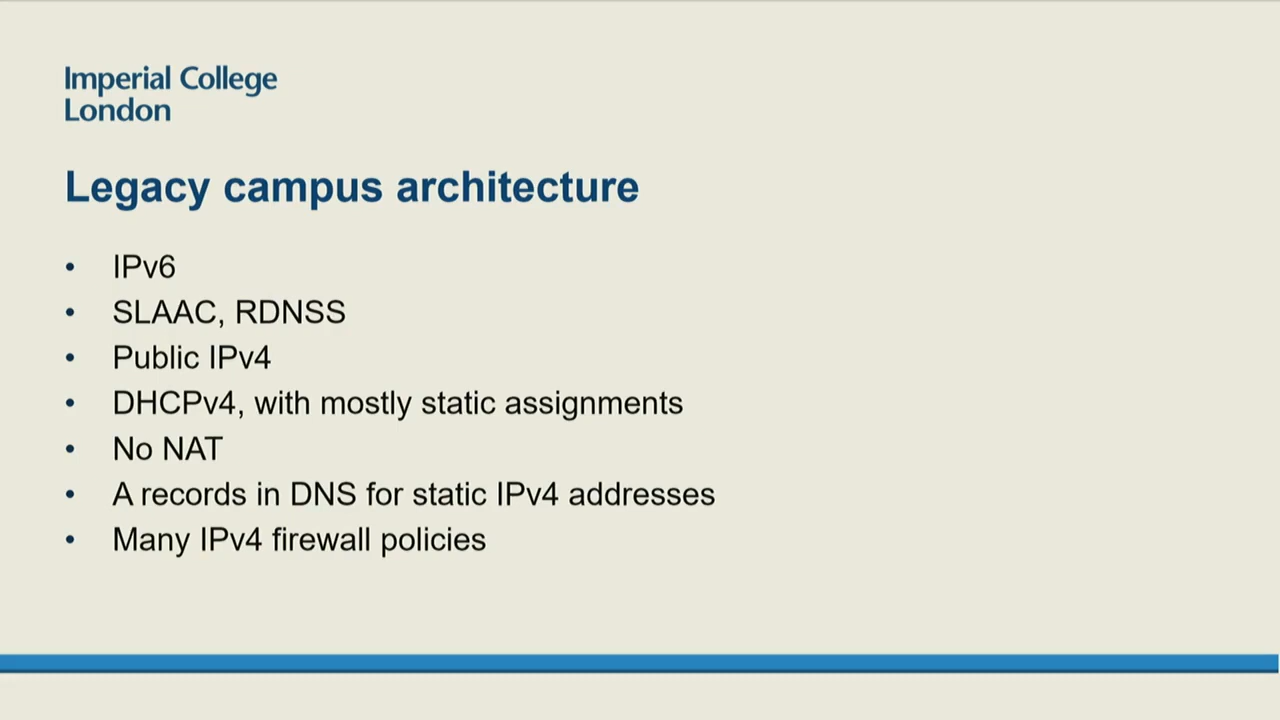 Imperial College
London
Legacy campus architecture
• IPv6
• SLAAC, RDNSS
• Public IPv4
• DHCPv4, with mostly static assignments
• No NAT
• A records in DNS for static IPv4 addresses
• Many IPv4 firewall policies